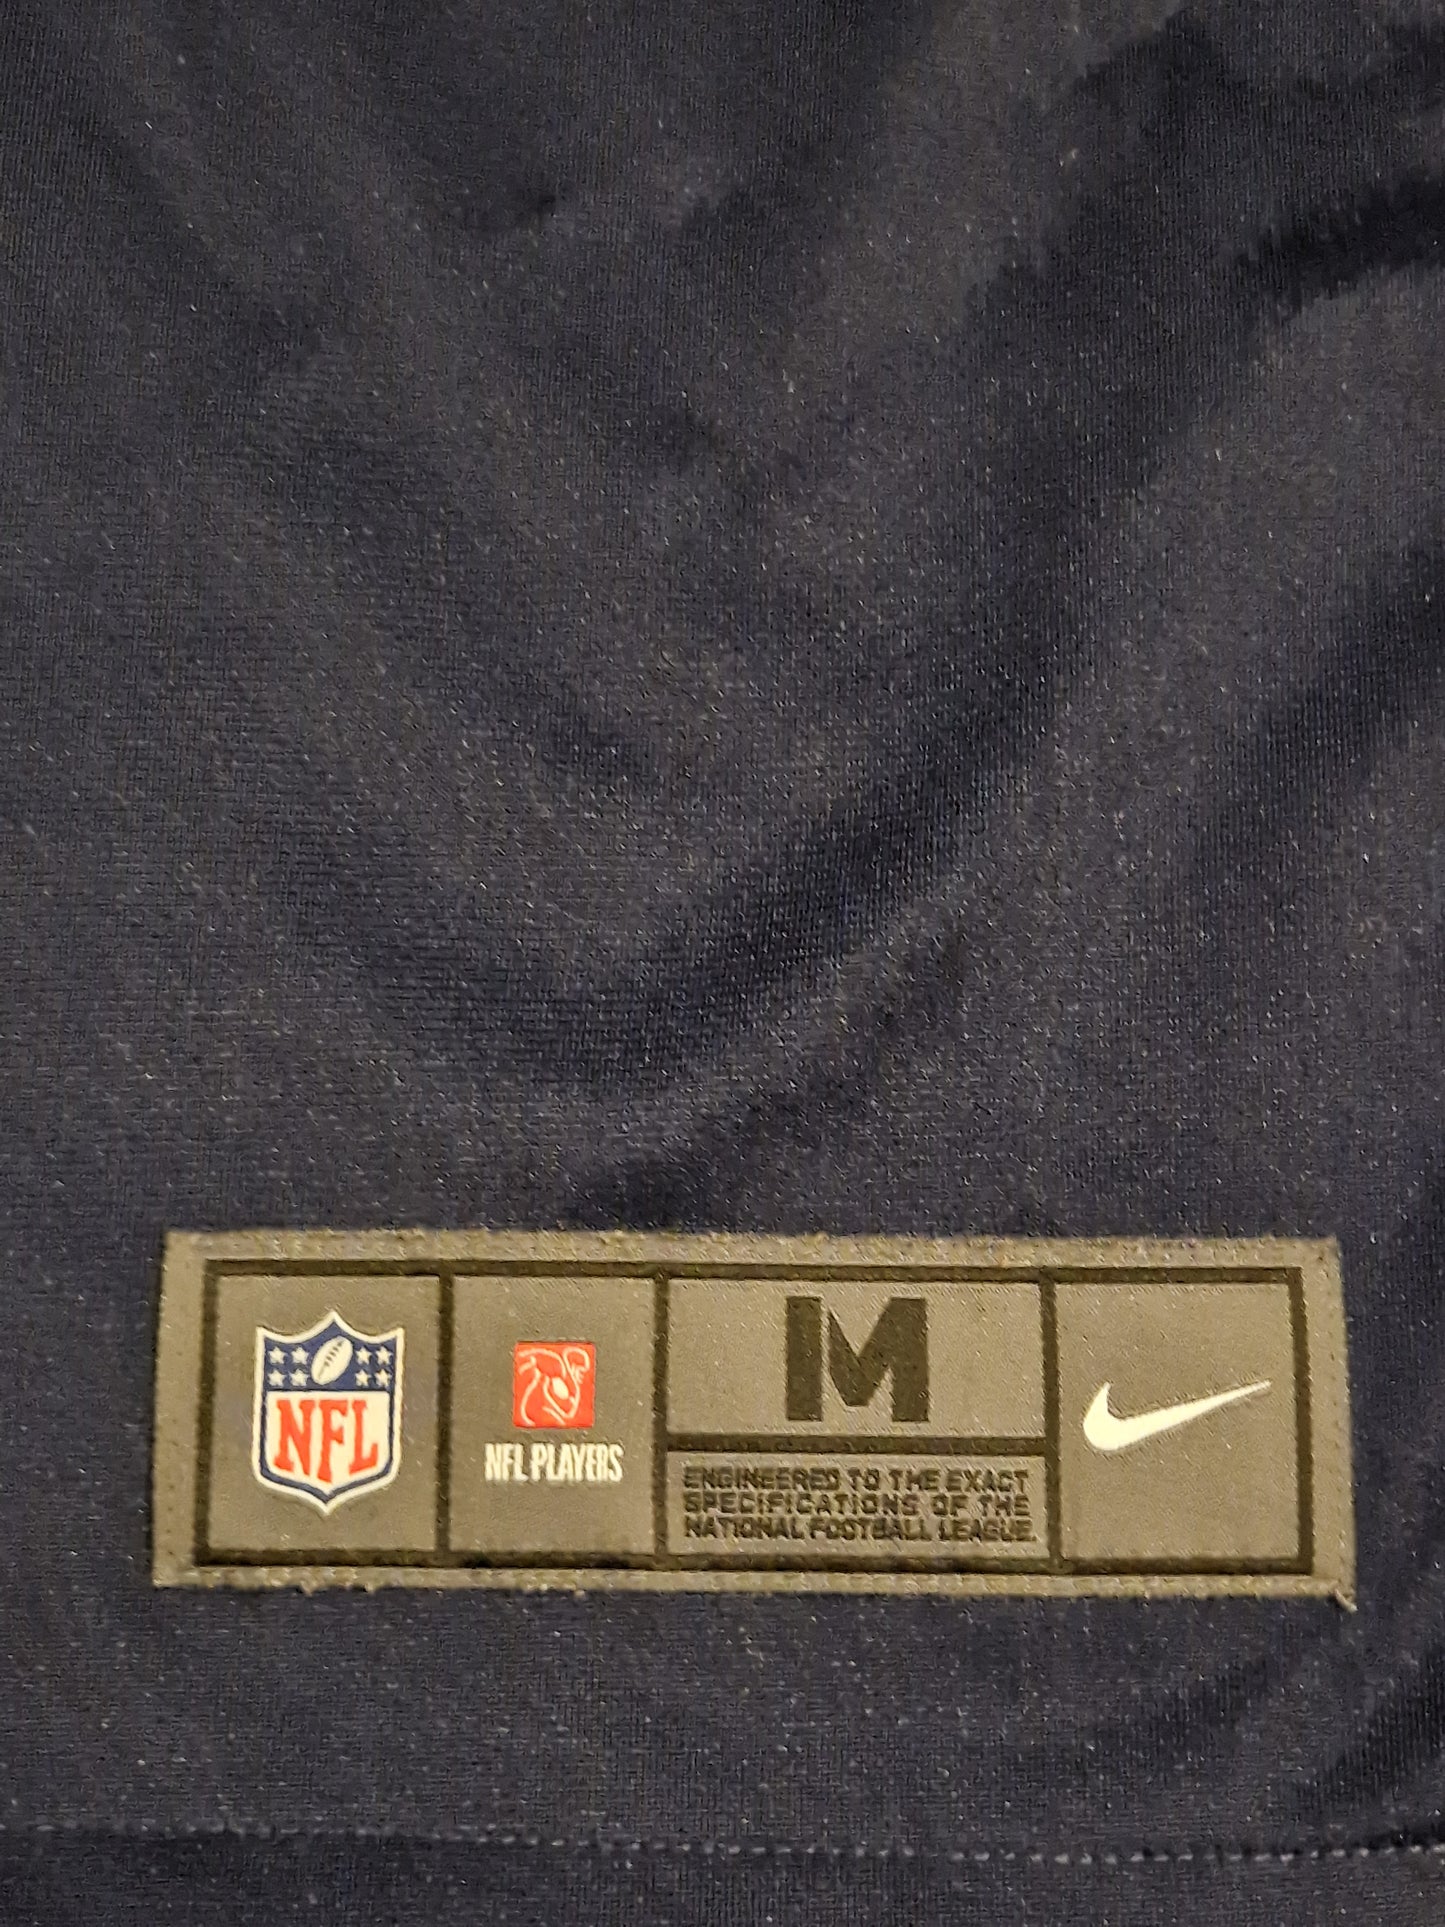 NFL
NFL PLAYERS
M
ENGINEERED TO THE EXACT
SPECIFICATIONS OF THE
NATIONAL FOOTBALL LEAGUE.